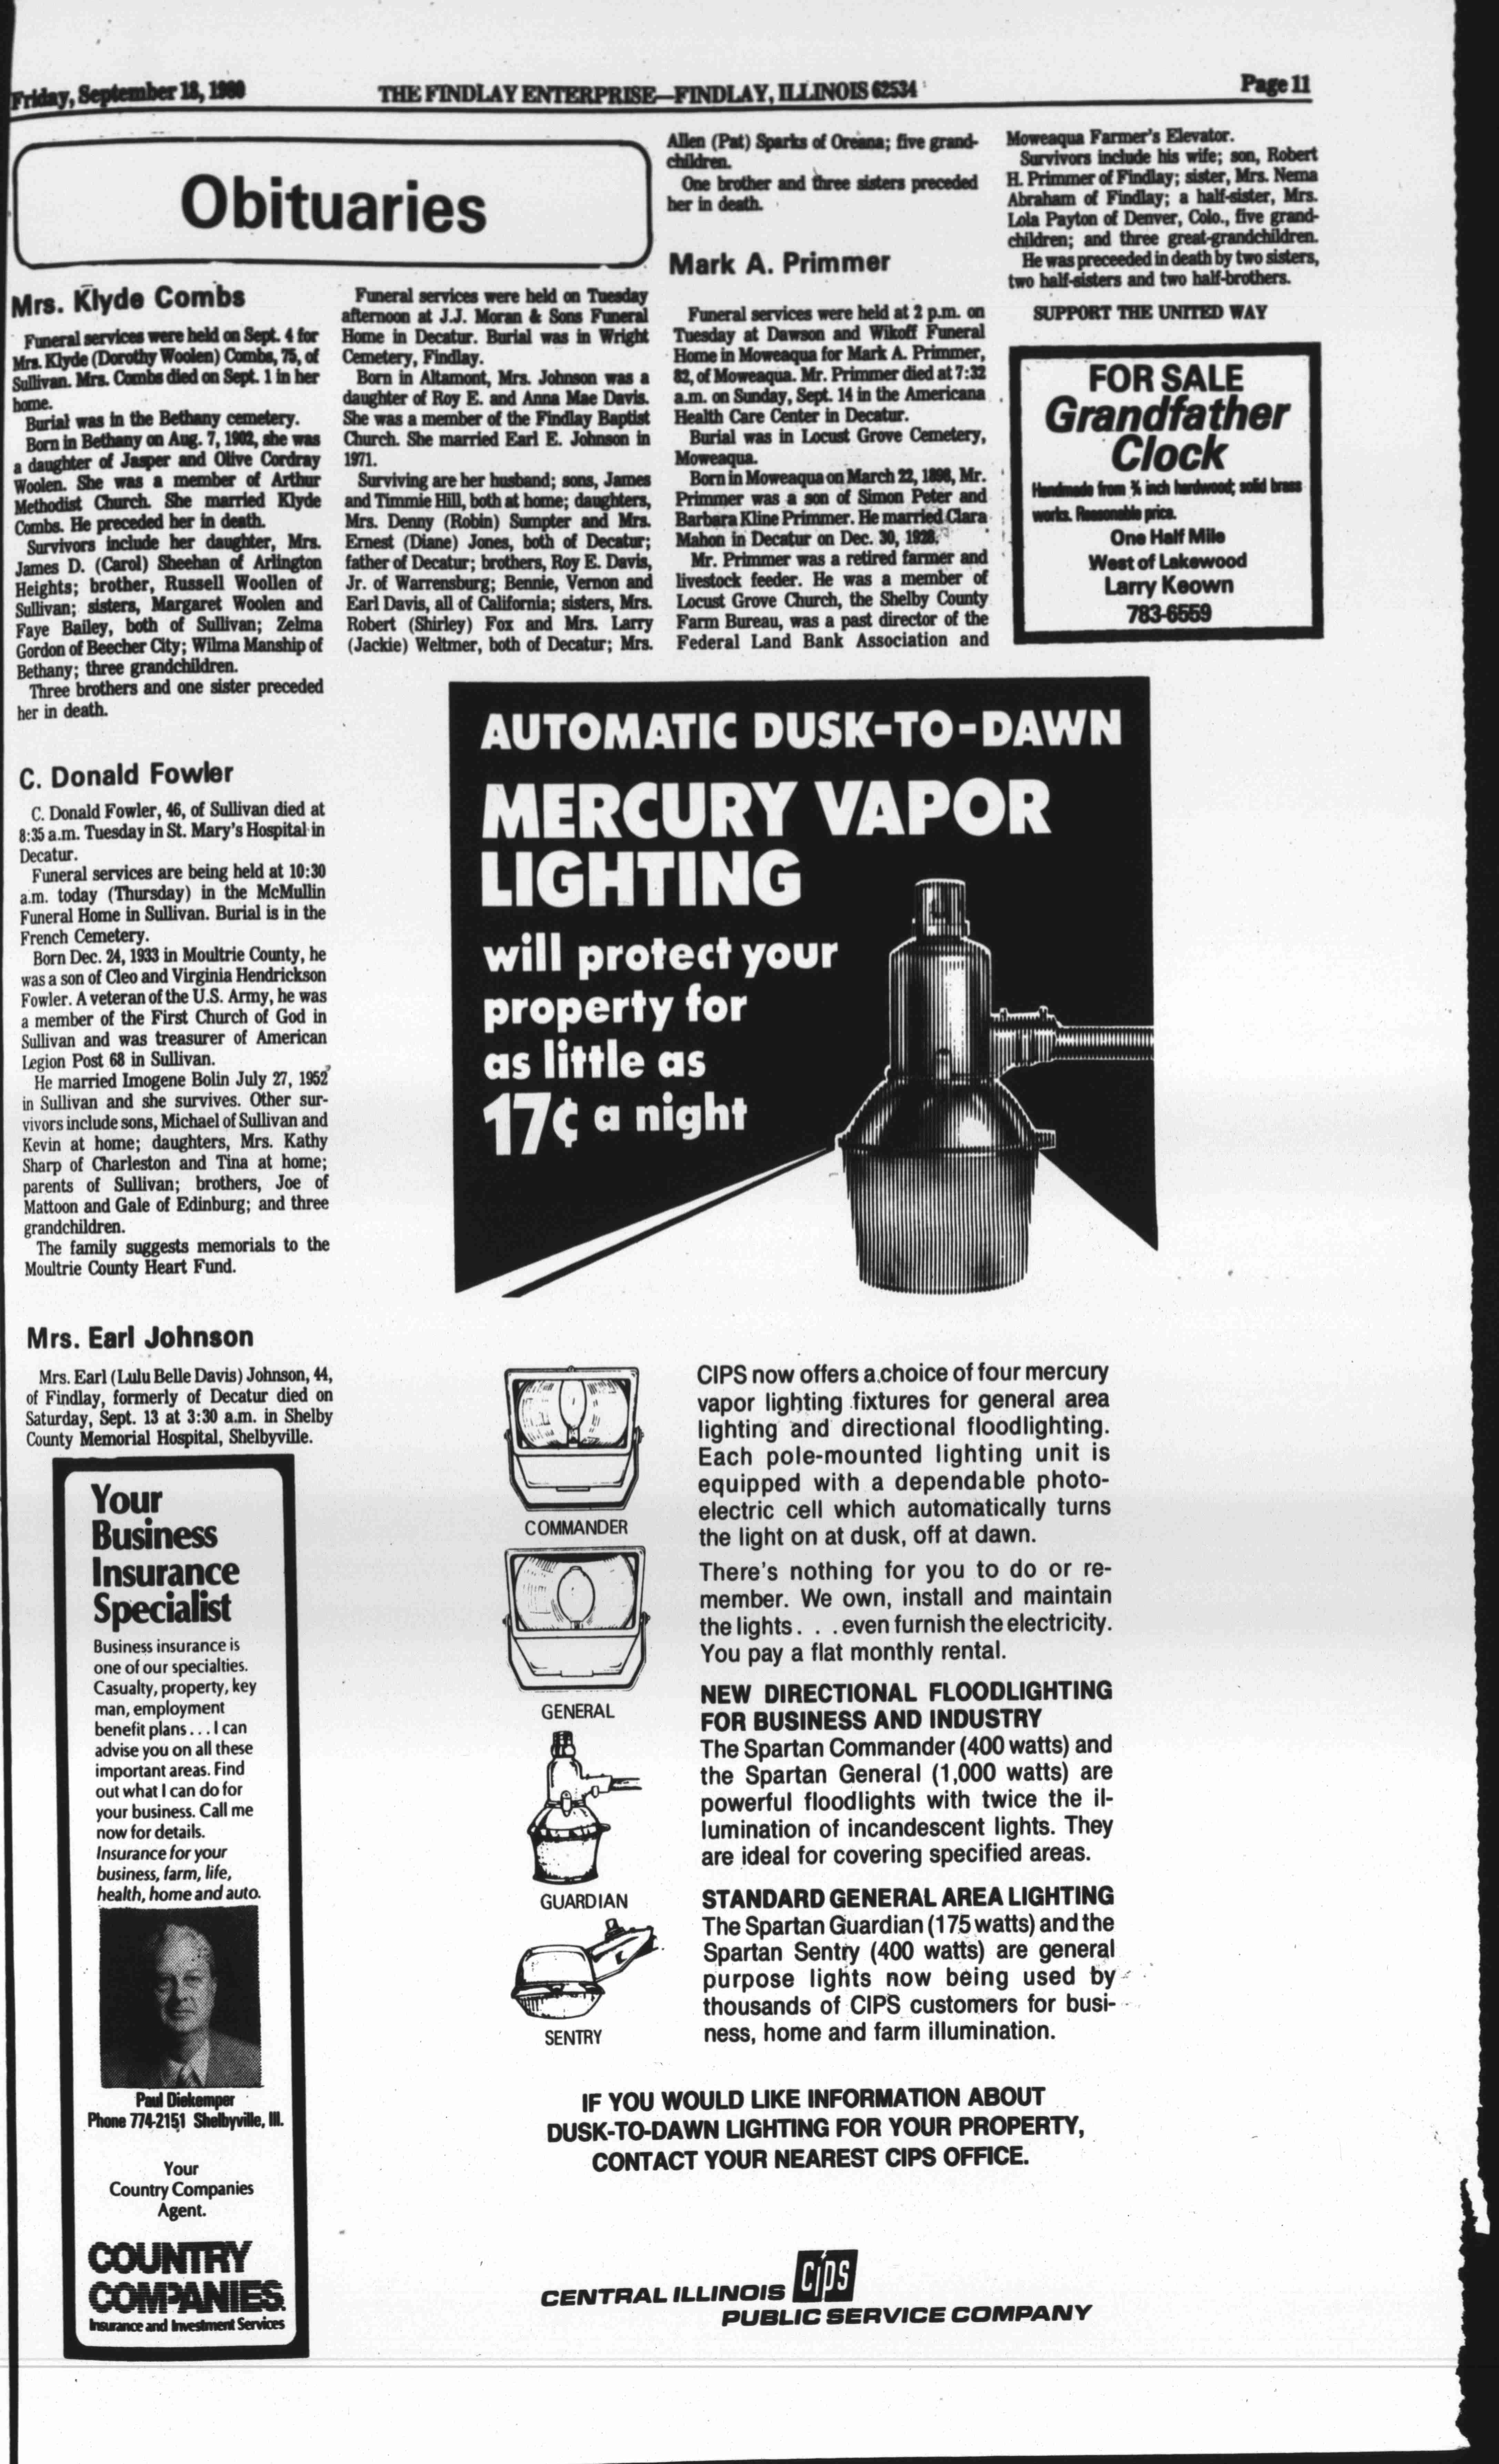 Friday, September 18, 1980
THE FINDLAY ENTERPRISE—FINDLAY, ILLINOIS 62534
Page 11
Obituaries
Mrs. Klyde Combs
Funeral services were held on Sept. 4 for
Mrs. Klyde (Dorothy Woolen) Combs, 75, of
Sullivan. Mrs. Combs died on Sept. 1 in her
home.
Burial was in the Bethany cemetery.
Born in Bethany on Aug. 7, 1902, she was
a daughter of Jasper and Olive Cordray
Woolen. She was a member of Arthur
Methodist Church. She married Klyde
Combs. He preceded her in death.
Survivors include her daughter, Mrs.
James D. (Carol) Sheehan of Arlington
Heights; brother, Russell Woollen of
Sullivan; sisters, Margaret Woolen and
Faye Bailey, both of Sullivan; Zelma
Gordon of Beecher City; Wilma Manship of
Bethany; three grandchildren.
Three brothers and one sister preceded
her in death.
C. Donald Fowler
C. Donald Fowler, 46, of Sullivan died at
8:35 a.m. Tuesday in St. Mary's Hospital in
Decatur.
Funeral services are being held at 10:30
a.m. today (Thursday) in the McMullin
Funeral Home in Sullivan. Burial is in the
French Cemetery.
Born Dec. 24, 1933 in Moultrie County, he
was a son of Cleo and Virginia Hendrickson
Fowler. A veteran of the U.S. Army, he was
a member of the First Church of God in
Sullivan and was treasurer of American
Legion Post 68 in Sullivan.
He married Imogene Bolin July 27, 1952
in Sullivan and she survives. Other sur-
vivors include sons, Michael of Sullivan and
Kevin at home; daughters, Mrs. Kathy
Sharp of Charleston and Tina at home;
parents of Sullivan; brothers, Joe of
Mattoon and Gale of Edinburg; and three
grandchildren.
The family suggests memorials to the
Moultrie County Heart Fund.
Mrs. Earl Johnson
Mrs. Earl (Lulu Belle Davis) Johnson, 44,
of Findlay, formerly of Decatur died on
Saturday, Sept. 13 at 3:30 a.m. in Shelby
County Memorial Hospital, Shelbyville.
Funeral services were held on Tuesday
afternoon at J.J. Moran & Sons Funeral
Home in Decatur. Burial was in Wright
Cemetery, Findlay.
Born in Altamont, Mrs. Johnson was a
daughter of Roy E. and Anna Mae Davis.
She was a member of the Findlay Baptist
Church. She married Earl E. Johnson in
1971.
Surviving are her husband; sons, James
and Timmie Hill, both at home; daughters,
Mrs. Denny (Robin) Sumpter and Mrs.
Ernest (Diane) Jones, both of Decatur;
father of Decatur; brothers, Roy E. Davis,
Jr. of Warrensburg; Bennie, Vernon and
Earl Davis, all of California; sisters, Mrs.
Robert (Shirley) Fox and Mrs. Larry
(Jackie) Weltmer, both of Decatur; Mrs.
Allen (Pat) Sparks of Oreana; five grand-
children.
One brother and three sisters preceded
her in death.
Mark A. Primmer
Funeral services were held at 2 p.m. on
Tuesday at Dawson and Wikoff Funeral
Home in Moweaqua for Mark A. Primmer,
82, of Moweaqua. Mr. Primmer died at 7:32
a.m. on Sunday, Sept. 14 in the Americana
Health Care Center in Decatur.
Burial was in Locust Grove Cemetery,
Moweaqua.
Born in Moweaqua on March 22, 1898, Mr.
Primmer was a son of Simon Peter and
Barbara Kline Primmer. He married Clara
Mahon in Decatur on Dec. 30, 1928.
Mr. Primmer was a retired farmer and
livestock feeder. He was a member of
Locust Grove Church, the Shelby County
Farm Bureau, was a past director of the
Federal Land Bank Association and
Moweaqua Farmer's Elevator.
Survivors include his wife; son, Robert
H. Primmer of Findlay; sister, Mrs. Nema
Abraham of Findlay; a half-sister, Mrs.
Lola Payton of Denver, Colo., five grand-
children; and three great-grandchildren.
He was preceeded in death by two sisters,
two half-sisters and two half-brothers.
SUPPORT THE UNITED WAY
FOR SALE
Grandfather
Clock
Handmade from ¾ inch hardwood; solid brass
works. Reasonable price.
One Half Mile
West of Lakewood
Larry Keown
783-6559
AUTOMATIC DUSK-TO-DAWN
MERCURY VAPOR
LIGHTING
will protect your
property for
as little as
17¢ a night
COMMANDER
GENERAL
GUARDIAN
SENTRY
CIPS now offers a choice of four mercury
vapor lighting fixtures for general area
lighting and directional floodlighting.
Each pole-mounted lighting unit is
equipped with a dependable photo-
electric cell which automatically turns
the light on at dusk, off at dawn.
There's nothing for you to do or re-
member. We own, install and maintain
the lights. . . even furnish the electricity.
You pay a flat monthly rental.
NEW DIRECTIONAL FLOODLIGHTING
FOR BUSINESS AND INDUSTRY
The Spartan Commander (400 watts) and
the Spartan General (1,000 watts) are
powerful floodlights with twice the il-
lumination of incandescent lights. They
are ideal for covering specified areas.
STANDARD GENERAL AREA LIGHTING
The Spartan Guardian (175 watts) and the
Spartan Sentry (400 watts) are general
purpose lights now being used by
thousands of CIPS customers for busi-
ness, home and farm illumination.
IF YOU WOULD LIKE INFORMATION ABOUT
DUSK-TO-DAWN LIGHTING FOR YOUR PROPERTY,
CONTACT YOUR NEAREST CIPS OFFICE.
CENTRAL ILLINOIS CIPS
PUBLIC SERVICE COMPANY
Your
Business
Insurance
Specialist
Business insurance is
one of our specialties.
Casualty, property, key
man, employment
benefit plans . . . I can
advise you on all these
important areas. Find
out what I can do for
your business. Call me
now for details.
Insurance for your
business, farm, life,
health, home and auto.
Paul Diekemper
Phone 774-2151 Shelbyville, Ill.
Your
Country Companies
Agent.
COUNTRY
COMPANIES
Insurance and Investment Services